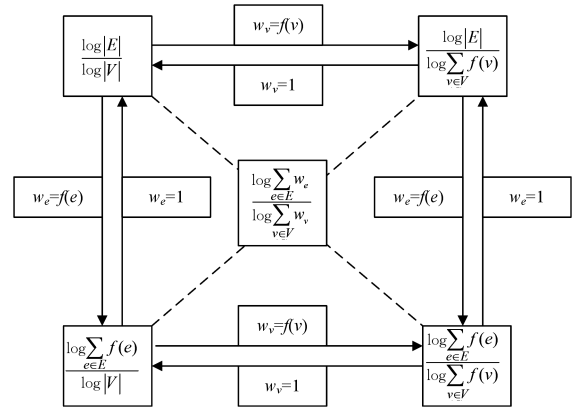 w_v=f(v)
log|E|
log|V|
log|E|
log∑f(v)
v∈V
w_v=1
w_e=f(e)
w_e=1
log∑w_e
e∈E
log∑w_v
v∈V
w_e=f(e)
w_e=1
w_v=f(v)
log∑f(e)
e∈E
log|V|
log∑f(e)
e∈E
log∑f(v)
v∈V
w_v=1